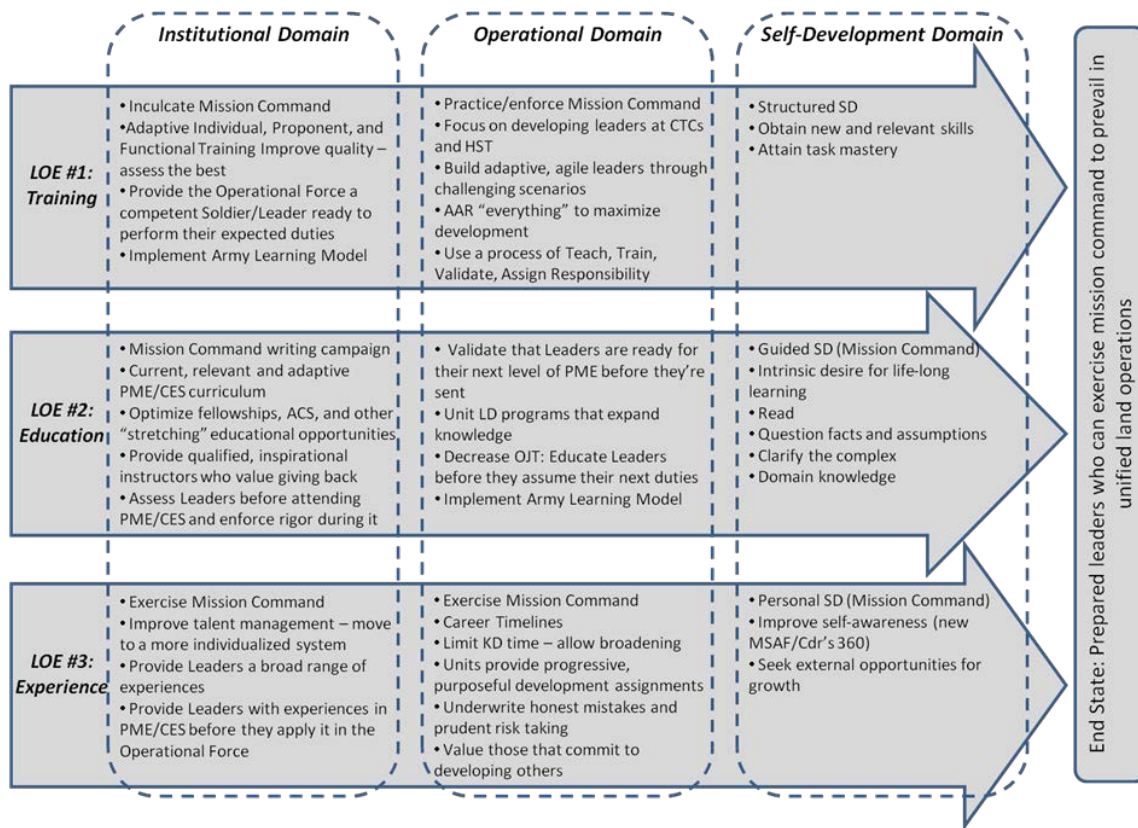 Institutional Domain
Operational Domain
Self-Development Domain
LOE #1:
Training
• Inculcate Mission Command
•Adaptive Individual, Proponent, and
Functional Training Improve quality –
assess the best
• Provide the Operational Force a
competent Soldier/Leader ready to
perform their expected duties
• Implement Army Learning Model
• Practice/enforce Mission Command
• Focus on developing leaders at CTCs
and HST
• Build adaptive, agile leaders through
challenging scenarios
• AAR “everything” to maximize
development
• Use a process of Teach, Train,
Validate, Assign Responsibility
• Structured SD
• Obtain new and relevant skills
• Attain task mastery
LOE #2:
Education
• Mission Command writing campaign
• Current, relevant and adaptive
PME/CES curriculum
• Optimize fellowships, ACS, and other
“stretching” educational opportunities
• Provide qualified, inspirational
instructors who value giving back
• Assess Leaders before attending
PME/CES and enforce rigor during it
• Validate that Leaders are ready for
their next level of PME before they’re
sent
• Unit LD programs that expand
knowledge
• Decrease OJT: Educate Leaders
before they assume their next duties
• Implement Army Learning Model
• Guided SD (Mission Command)
• Intrinsic desire for life-long
learning
• Read
• Question facts and assumptions
• Clarify the complex
• Domain knowledge
LOE #3:
Experience
• Exercise Mission Command
• Improve talent management – move
to a more individualized system
• Provide Leaders a broad range of
experiences
• Provide Leaders with experiences in
PME/CES before they apply it in the
Operational Force
• Exercise Mission Command
• Career Timelines
• Limit KD time – allow broadening
• Units provide progressive,
purposeful development assignments
• Underwrite honest mistakes and
prudent risk taking
• Value those that commit to
developing others
• Personal SD (Mission Command)
• Improve self-awareness (new
MSAF/Cdr’s 360)
• Seek external opportunities for
growth
End State: Prepared leaders who can exercise mission command to prevail in
unified land operations